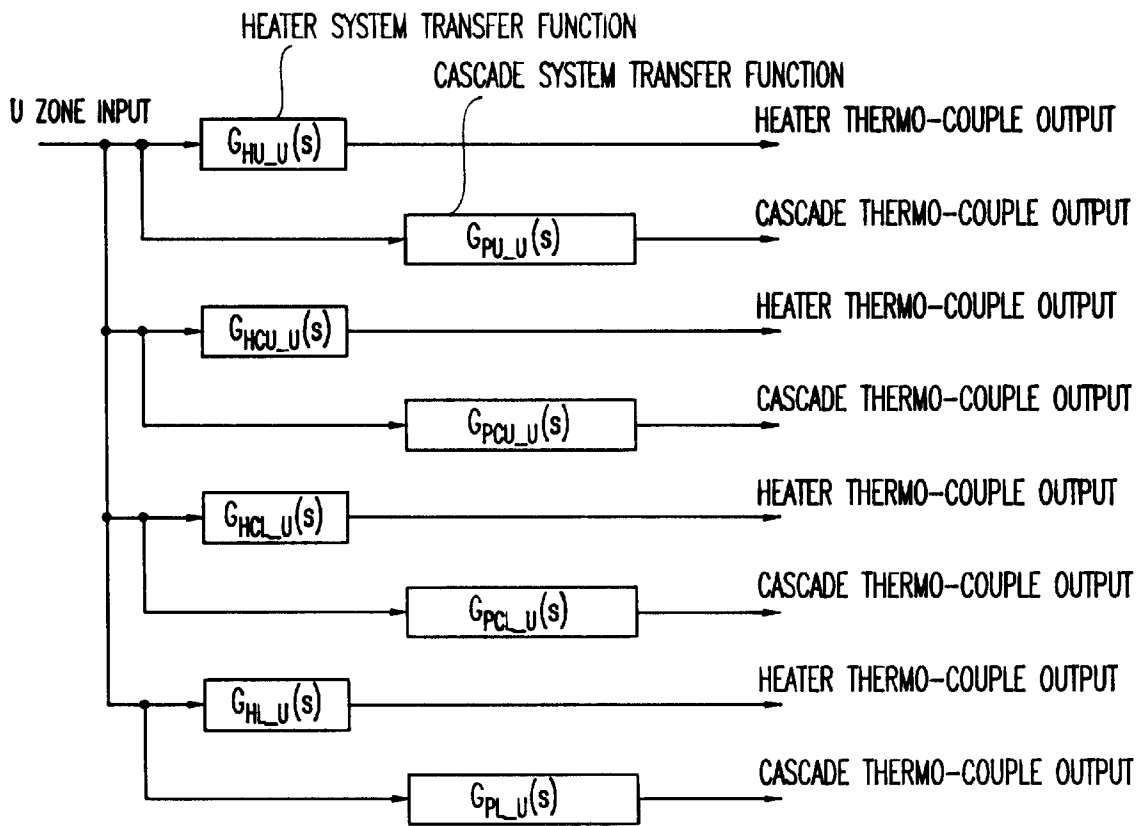 HEATER SYSTEM TRANSFER FUNCTION
CASCADE SYSTEM TRANSFER FUNCTION
U ZONE INPUT
HEATER THERMO-COUPLE OUTPUT
G_HU_U(s)
CASCADE THERMO-COUPLE OUTPUT
G_PU_U(s)
HEATER THERMO-COUPLE OUTPUT
G_HCU_U(s)
CASCADE THERMO-COUPLE OUTPUT
G_PCU_U(s)
HEATER THERMO-COUPLE OUTPUT
G_HCL_U(s)
CASCADE THERMO-COUPLE OUTPUT
G_PCL_U(s)
HEATER THERMO-COUPLE OUTPUT
G_HL_U(s)
CASCADE THERMO-COUPLE OUTPUT
G_PL_U(s)